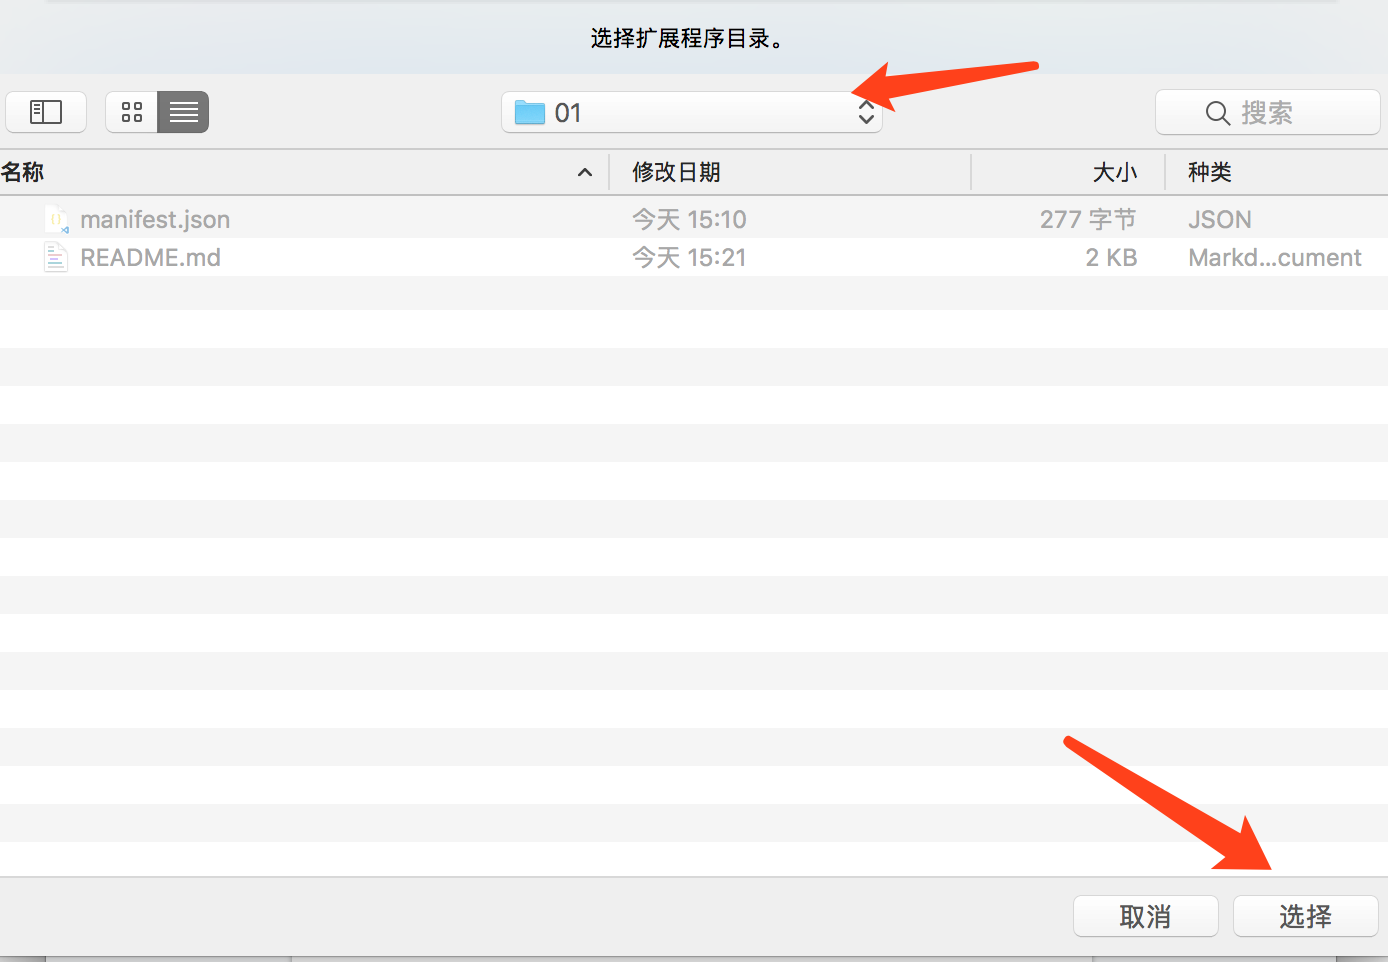 选择扩展程序目录。
01
搜索
名称 修改日期 大小 种类
manifest.json 今天 15:10 277 字节 JSON
README.md 今天 15:21 2 KB Markd...cument
取消 选择